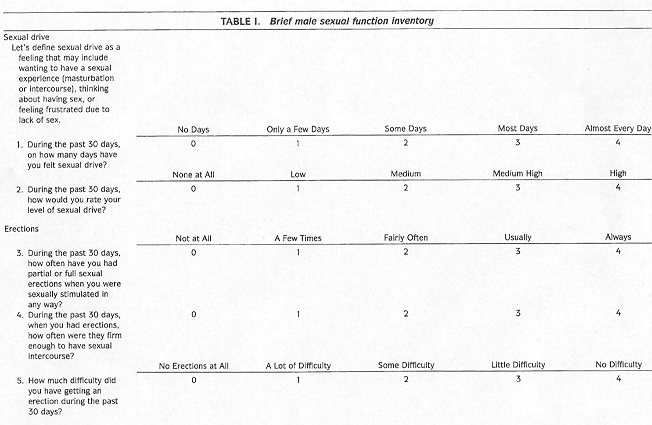 TABLE I. Brief male sexual function inventory
Sexual drive
Let's define sexual drive as a
feeling that may include
wanting to have a sexual
experience (masturbation
or intercourse), thinking
about having sex, or
feeling frustrated due to
lack of sex.
No Days Only a Few Days Some Days Most Days Almost Every Day
1. During the past 30 days, 0 1 2 3 4
on how many days have
you felt sexual drive?
None at All Low Medium Medium High High
2. During the past 30 days, 0 1 2 3 4
how would you rate your
level of sexual drive?
Erections
Not at All A Few Times Fairly Often Usually Always
3. During the past 30 days, 0 1 2 3 4
how often have you had
partial or full sexual
erections when you were
sexually stimulated in
any way?
4. During the past 30 days, 0 1 2 3 4
when you had erections,
how often were they firm
enough to have sexual
intercourse?
No Erections at All A Lot of Difficulty Some Difficulty Little Difficulty No Difficulty
5. How much difficulty did 0 1 2 3 4
you have getting an
erection during the past
30 days?